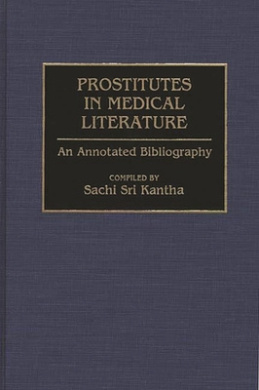 PROSTITUTES
IN MEDICAL
LITERATURE
An Annotated Bibliography
COMPILED BY
Sachi Sri Kantha